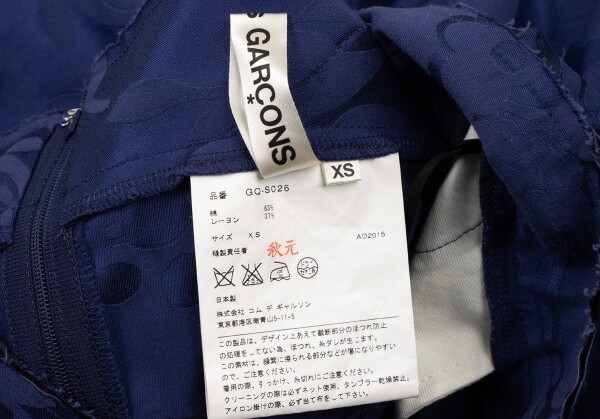 S GARÇONS
*
XS
品番 GQ-S026
綿 63%
レーヨン 37%
サイズ XS AD2015
縫製責任者 秋元
日本製
株式会社 コム デ ギャルソン
東京都港区南青山5-11-5
この製品は、デザイン上あえて裁断部分のほつれ防止
の処理をしてない為、ほつれ、糸ダレが生じます。
この素材は、縫繋に擦られる部分などが傷になりやすい
ので、ご注意ください。
着用の際、引っかけ、糸切れにご注意ください。
クリーニングの際は必ずネット使用、タンブラー乾燥禁止
アイロン掛けの際、必ず当て布をして下さい。